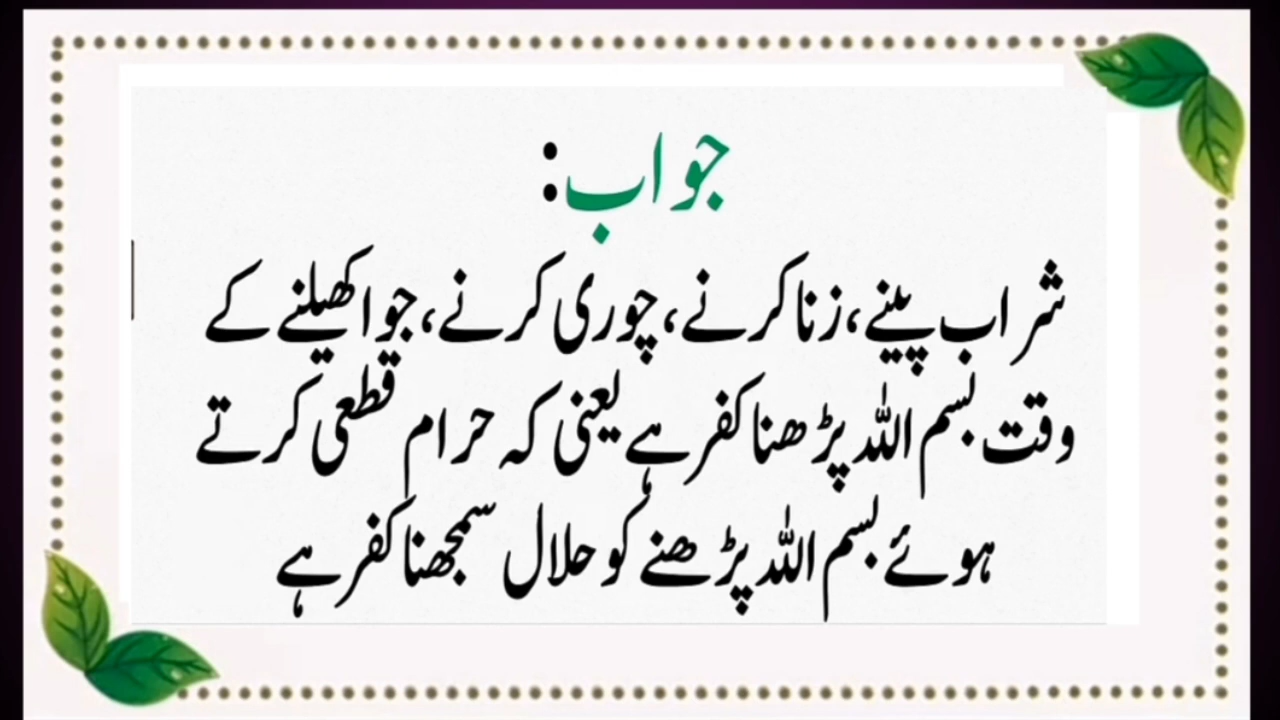 جواب:
شراب پینے، زنا کرنے، چوری کرنے، جوا کھیلنے کے
وقت بسم اللہ پڑھنا کفر ہے یعنی کہ حرام قطعی کرتے
ہوئے بسم اللہ پڑھنے کو حلال سمجھنا کفر ہے